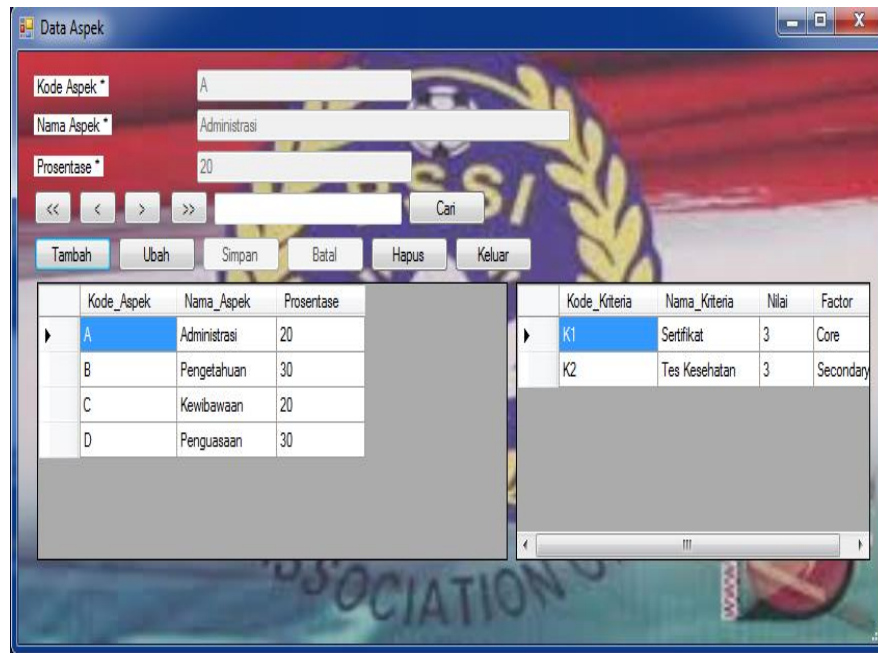 Data Aspek
Kode Aspek * A
Nama Aspek * Administrasi
Prosentase * 20
<< < > >> Cari
Tambah Ubah Simpan Batal Hapus Keluar
Kode_Aspek Nama_Aspek Prosentase
A Administrasi 20
B Pengetahuan 30
C Kewibawaan 20
D Penguasaan 30
Kode_Kriteria Nama_Kriteria Nilai Factor
K1 Sertifikat 3 Core
K2 Tes Kesehatan 3 Secondary
PSSI
SSOCIATION O
WWW